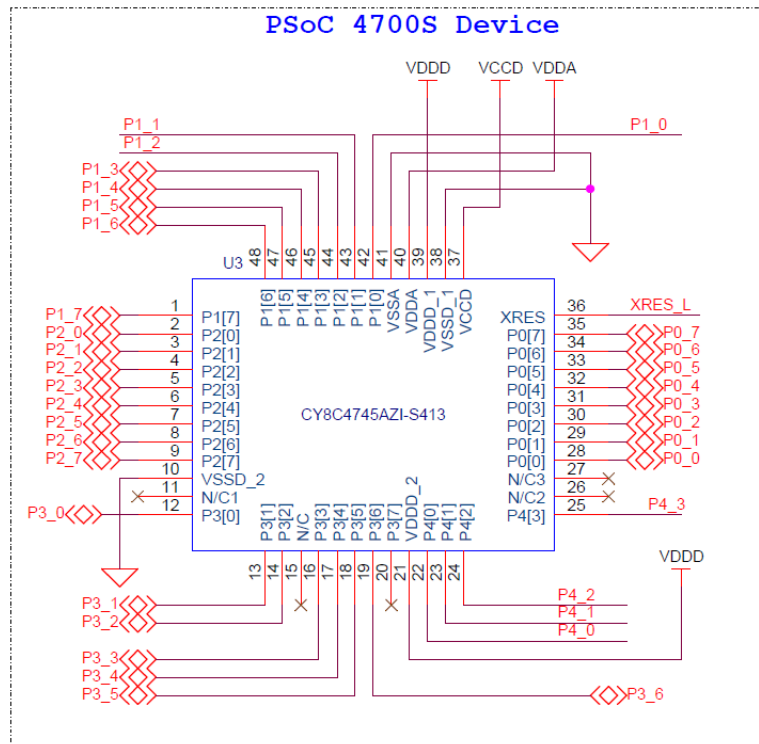 PSoC 4700S Device
VDDD VCCD VDDA
P1_1 P1_0
P1_2
P1_3
P1_4
P1_5
P1_6
U3 48 47 46 45 44 43 42 41 40 39 38 37
P1[6] P1[5] P1[4] P1[3] P1[2] P1[1] P1[0] VSSA VDDA VDDD_1 VSSD_1 VCCD
P1_7 1 P1[7] XRES 36 XRES_L
P2_0 2 P2[0] P0[7] 35 P0_7
P2_1 3 P2[1] P0[6] 34 P0_6
P2_2 4 P2[2] P0[5] 33 P0_5
P2_3 5 P2[3] P0[4] 32 P0_4
P2_4 6 P2[4] P0[3] 31 P0_3
P2_5 7 P2[5] P0[2] 30 P0_2
P2_6 8 P2[6] P0[1] 29 P0_1
P2_7 9 P2[7] P0[0] 28 P0_0
CY8C4745AZI-S413
10 VSSD_2 N/C3 27
11 N/C1 N/C2 26
P3_0 12 P3[0] P4[3] 25 P4_3
P3[1] P3[2] N/C P3[3] P3[4] P3[5] P3[6] P3[7] VDDD_2 P4[0] P4[1] P4[2]
13 14 15 16 17 18 19 20 21 22 23 24
VDDD
P3_1 P4_2
P3_2 P4_1
P4_0
P3_3
P3_4
P3_5 P3_6